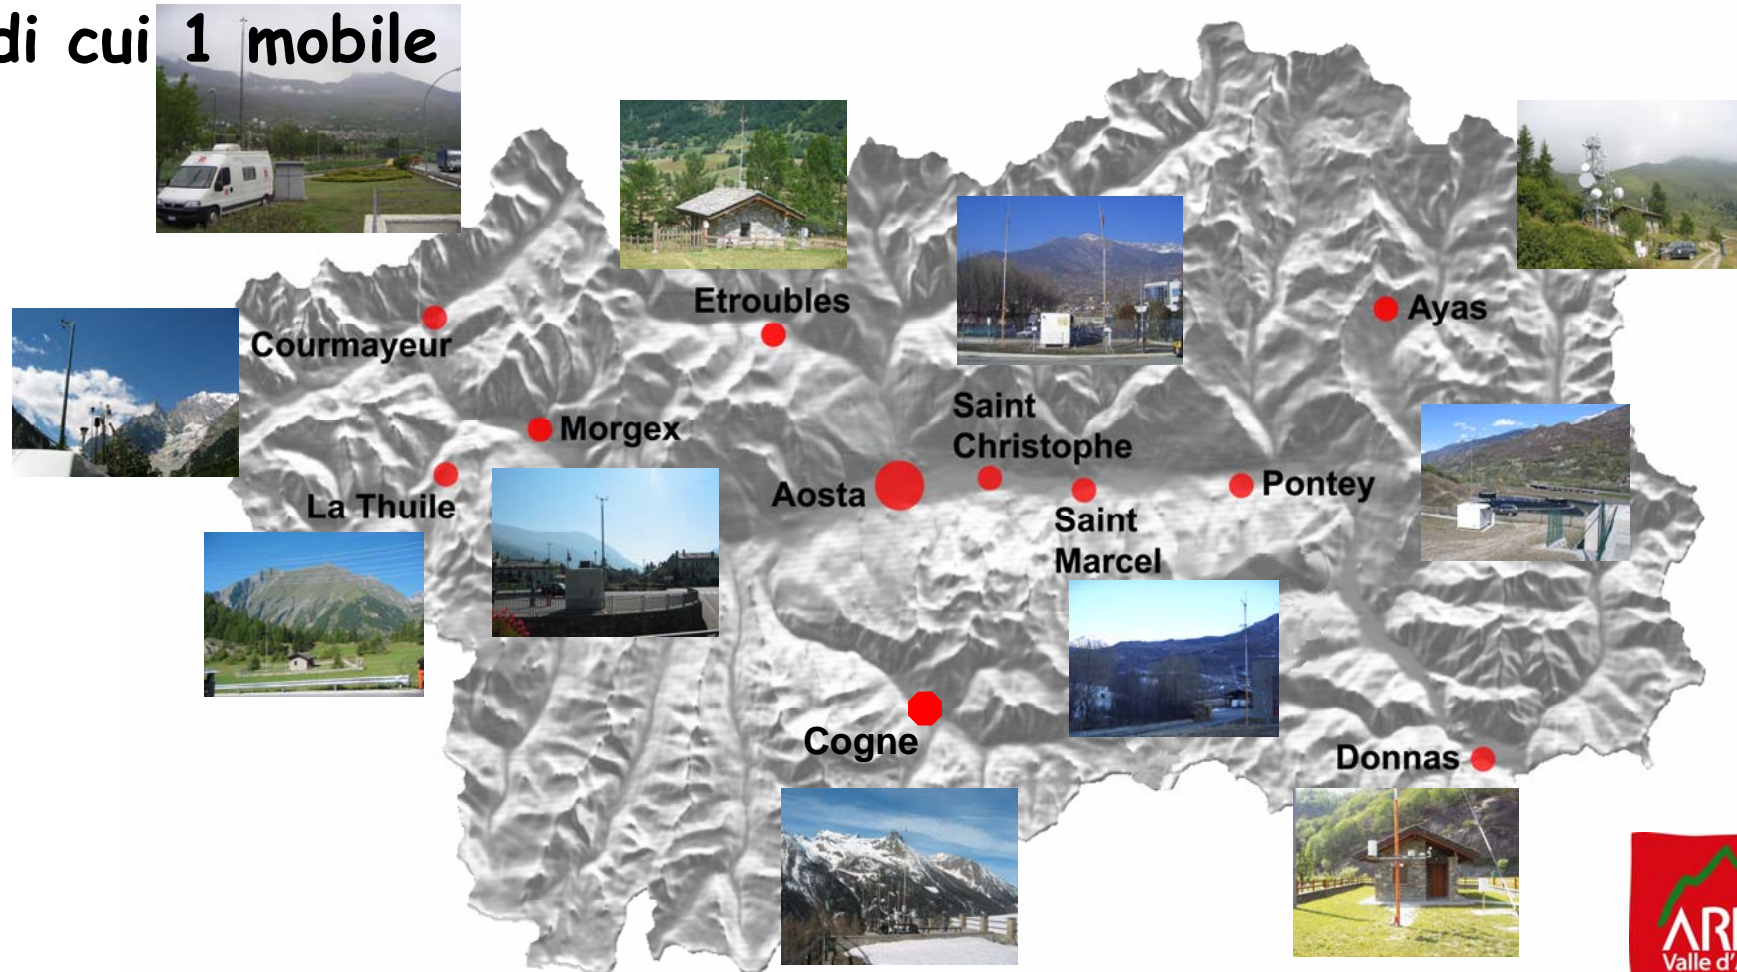 di cui 1 mobile
Etroubles
Ayas
Courmayeur
Saint
Christophe
Morgex
Aosta
Pontey
La Thuile
Saint
Marcel
Cogne
Donnas
Valle